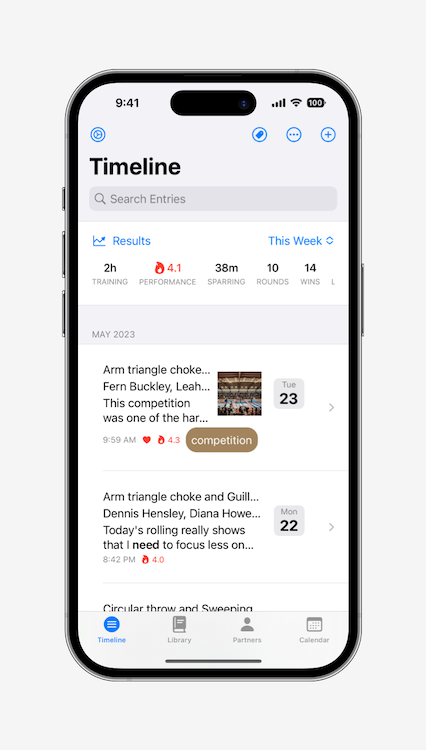 9:41
100
Timeline
Search Entries
Results
This Week
2h
4.1
38m
10
14
TRAINING
PERFORMANCE
SPARRING
ROUNDS
WINS
L
MAY 2023
Arm triangle choke...
Fern Buckley, Leah...
This competition
was one of the har...
9:59 AM
4.3
competition
Tue
23
Arm triangle choke and Guill...
Dennis Hensley, Diana Howe...
Today's rolling really shows
that I need to focus less on...
8:42 PM
4.0
Mon
22
Circular throw and Sweeping
Timeline
Library
Partners
Calendar